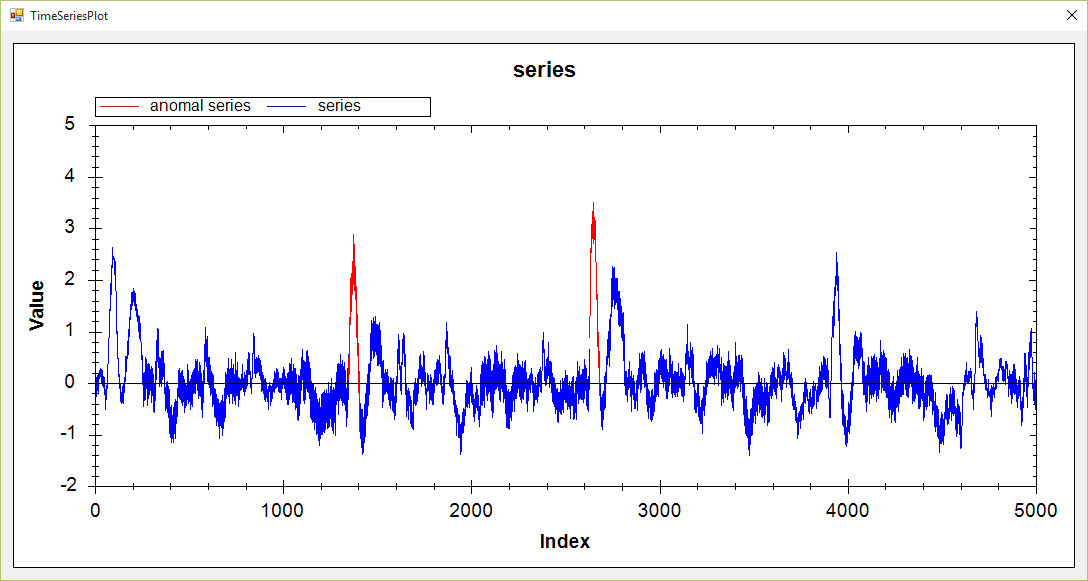 TimeSeriesPlot
series
anomal series series
5
4
3
2
1
0
-1
-2
Value
0 1000 2000 3000 4000 5000
Index